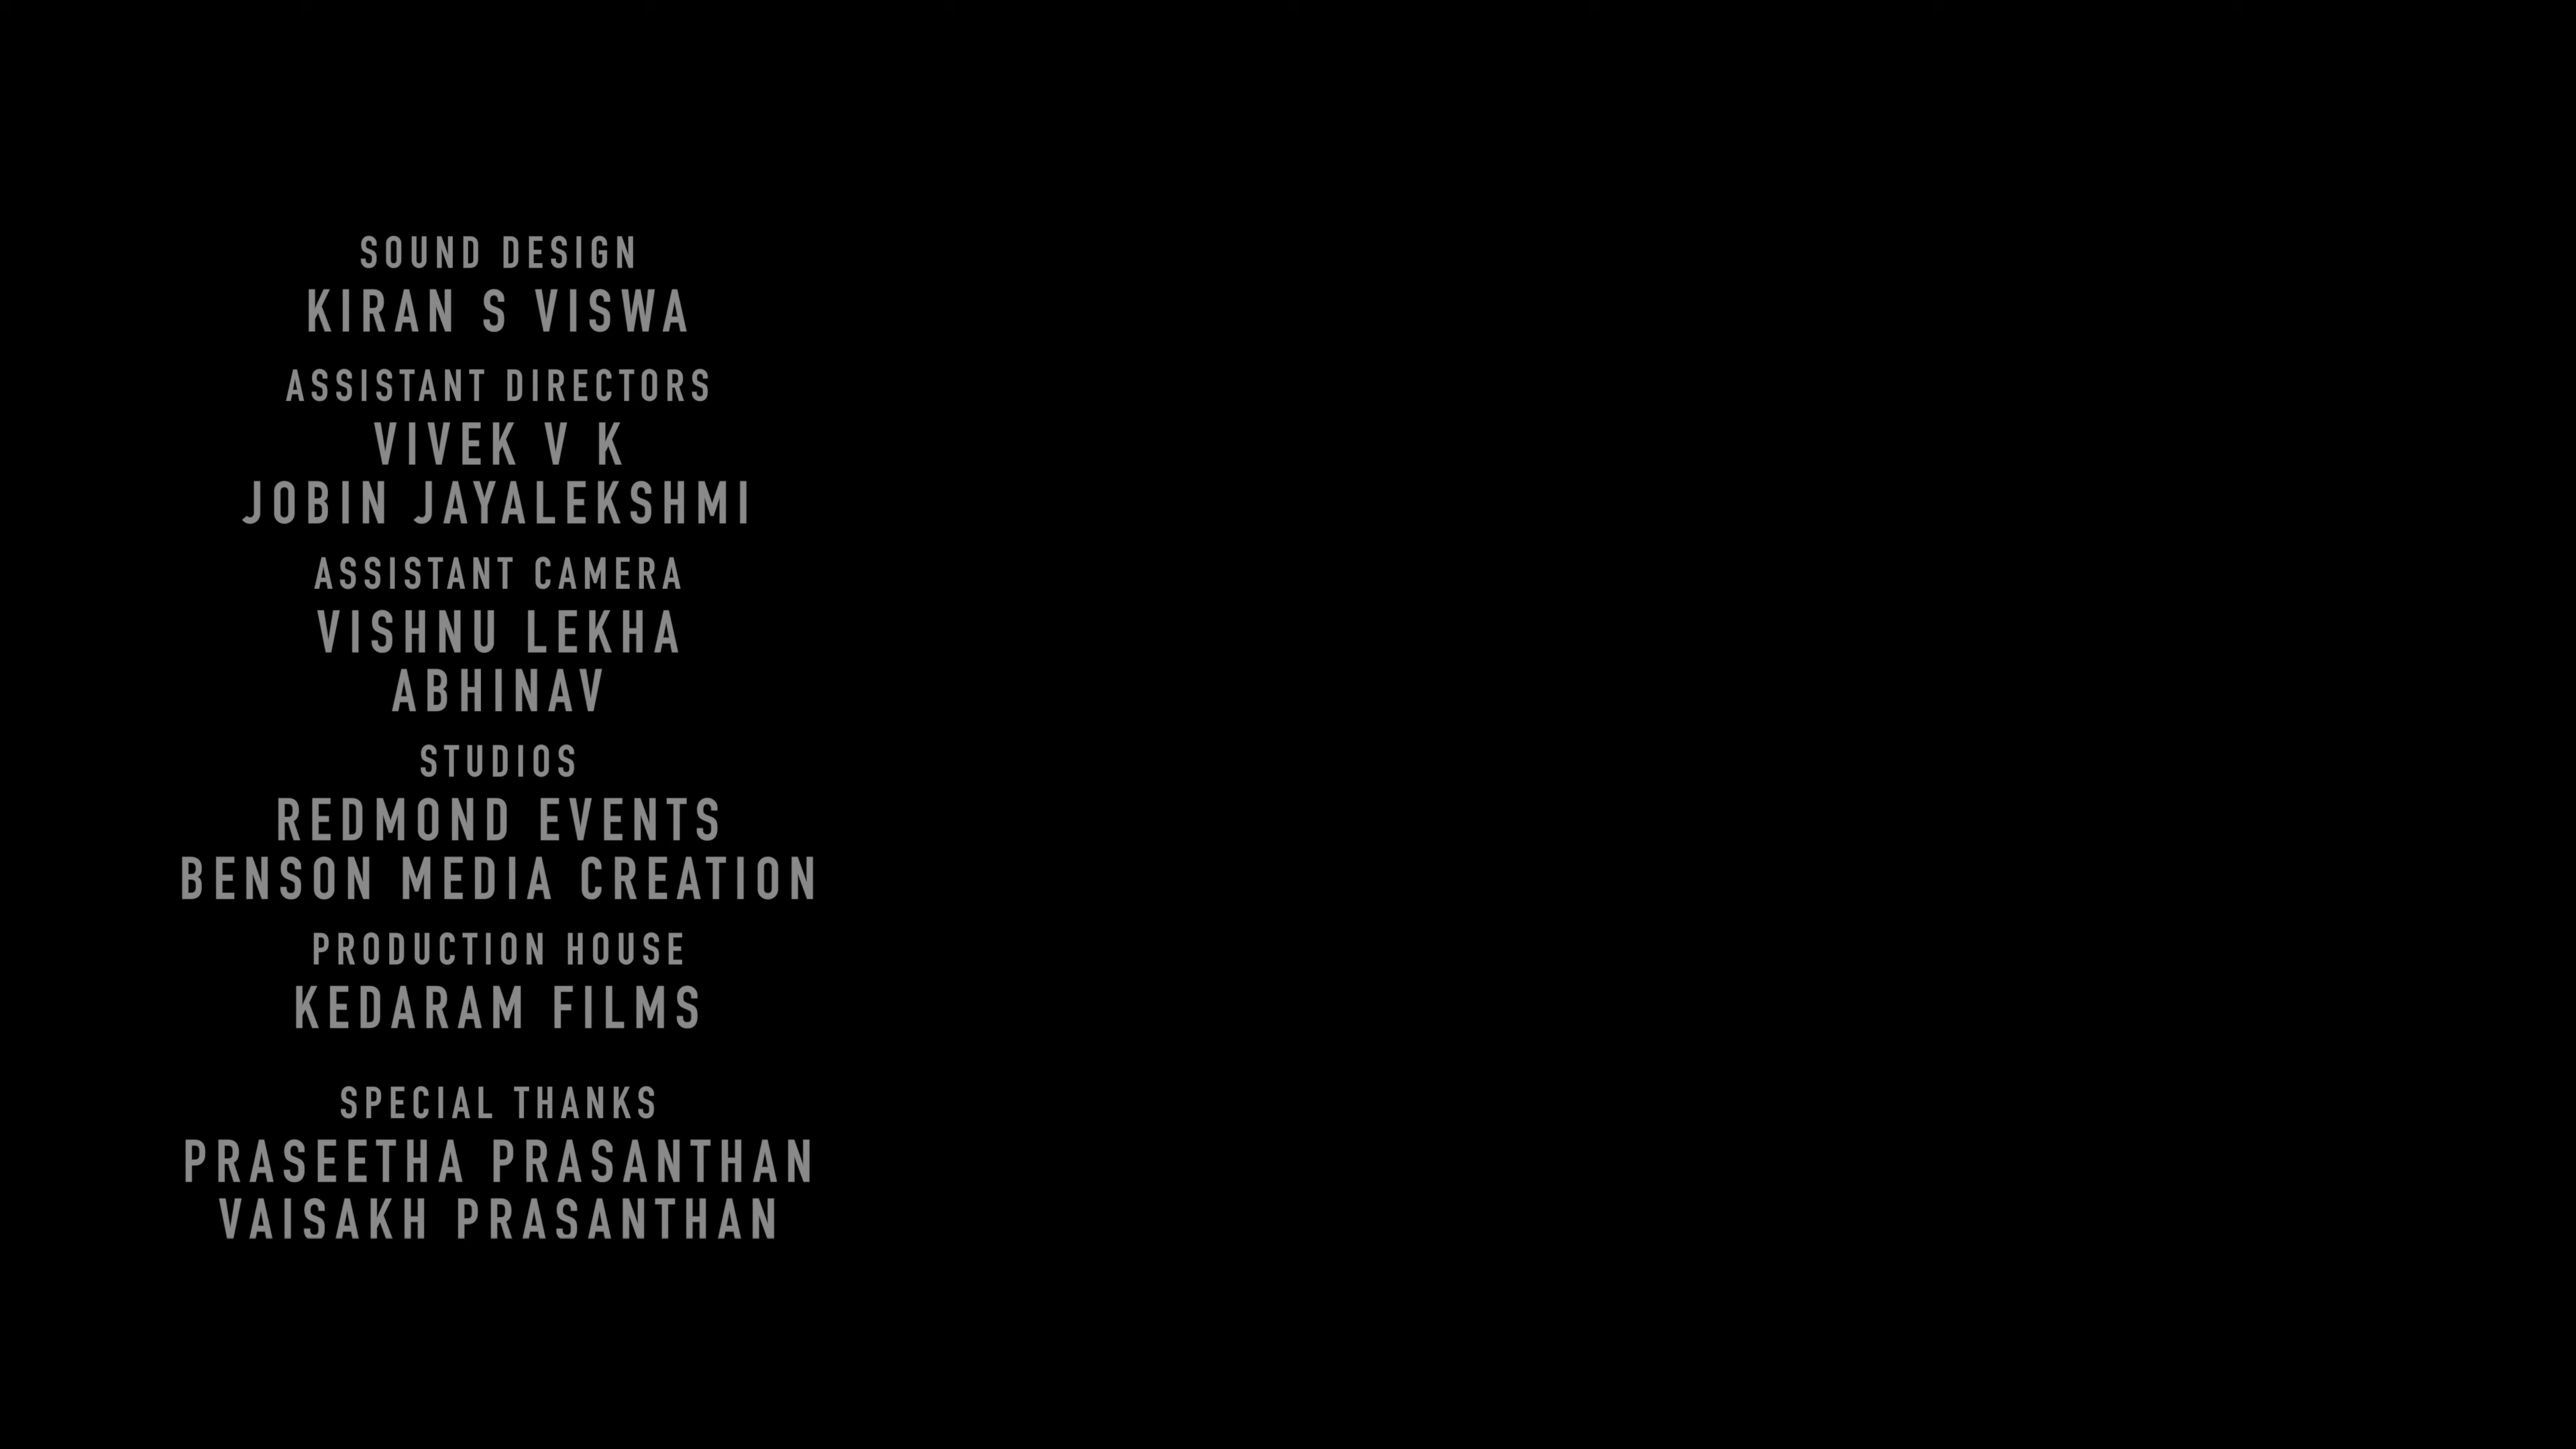 SOUND DESIGN
KIRAN S VISWA
ASSISTANT DIRECTORS
VIVEK V K
JOBIN JAYALEKSHMI
ASSISTANT CAMERA
VISHNU LEKHA
ABHINAV
STUDIOS
REDMOND EVENTS
BENSON MEDIA CREATION
PRODUCTION HOUSE
KEDARAM FILMS
SPECIAL THANKS
PRASEETHA PRASANTHAN
VAISAKH PRASANTHAN